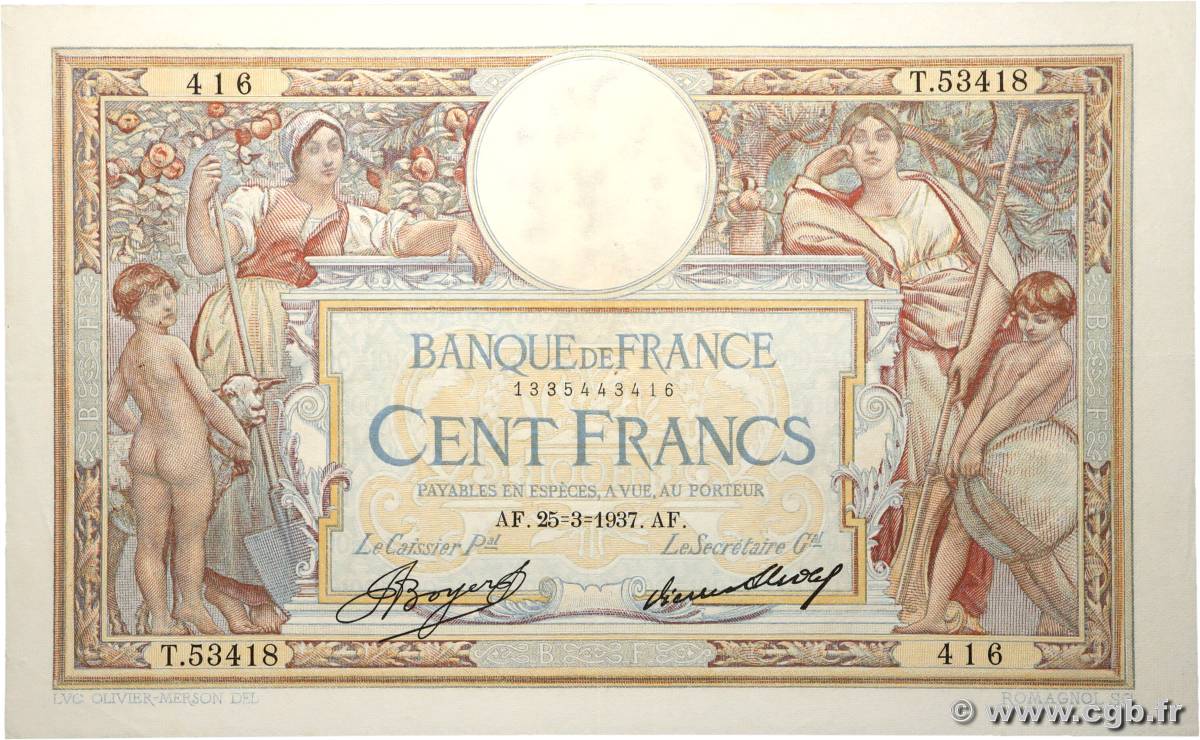 416 T.53418
BANQUE DE FRANCE
1335443416
CENT FRANCS
PAYABLES EN ESPÈCES, A VUE, AU PORTEUR
AF. 25=3=1937. AF.
Le Caissier Pal Le Secrétaire Gal
Boyer
B F
B F
T.53418 B F 416
LVC OLIVIER-MERSON DEL ROMAGNOL SC
© www.cgb.fr